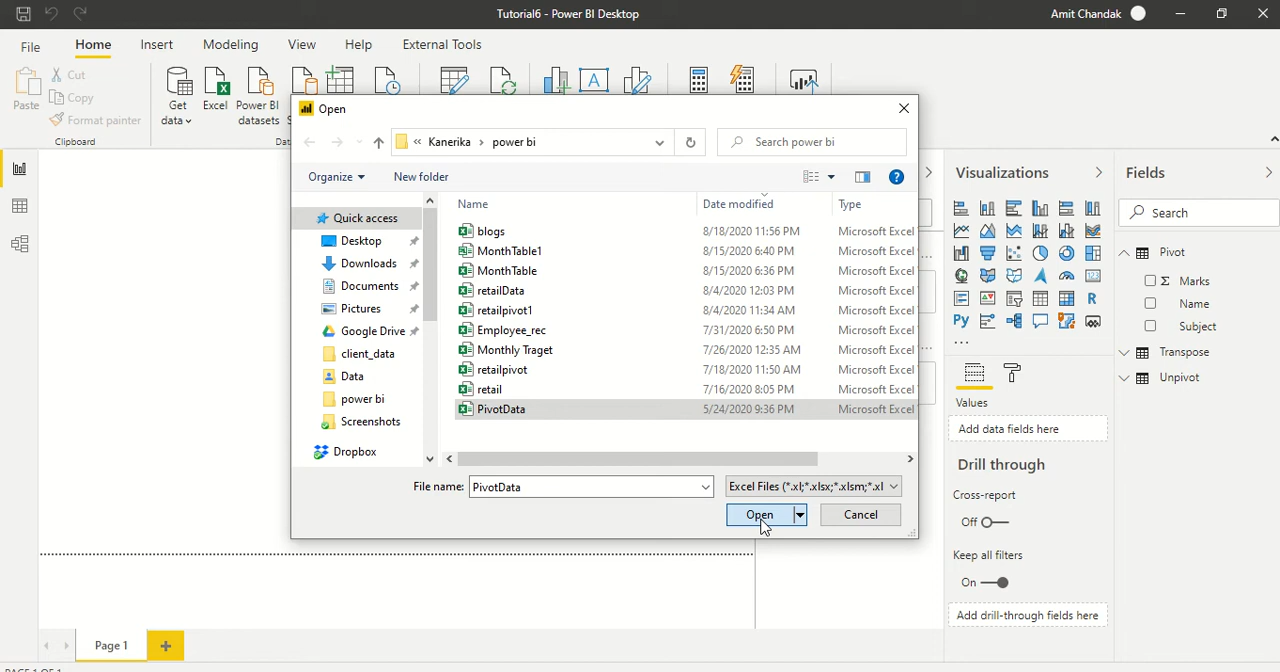 Tutorial6 - Power BI Desktop
Amit Chandak
File
Home
Insert
Modeling
View
Help
External Tools
Paste
Cut
Copy
Format painter
Clipboard
Get data
Excel
Power BI datasets
Open
« Kanerika › power bi
Search power bi
Organize
New folder
Quick access
Desktop
Downloads
Documents
Pictures
Google Drive
client_data
Data
power bi
Screenshots
Dropbox
Name Date modified Type
blogs 8/18/2020 11:56 PM Microsoft Excel
MonthTable1 8/15/2020 6:40 PM Microsoft Excel
MonthTable 8/15/2020 6:36 PM Microsoft Excel
retailData 8/4/2020 12:03 PM Microsoft Excel
retailpivot1 8/4/2020 11:34 AM Microsoft Excel
Employee_rec 7/31/2020 6:50 PM Microsoft Excel
Monthly Traget 7/26/2020 12:35 AM Microsoft Excel
retailpivot 7/18/2020 11:50 AM Microsoft Excel
retail 7/16/2020 8:05 PM Microsoft Excel
PivotData 5/24/2020 9:36 PM Microsoft Excel
File name: PivotData
Excel Files (*.xl;*.xlsx;*.xlsm;*.xl
Open
Cancel
Visualizations
R
Py
123
...
Values
Add data fields here
Drill through
Cross-report
Off
Keep all filters
On
Add drill-through fields here
Fields
Search
Pivot
Σ Marks
Name
Subject
Transpose
Unpivot
Page 1
PAGE 1 OF 1